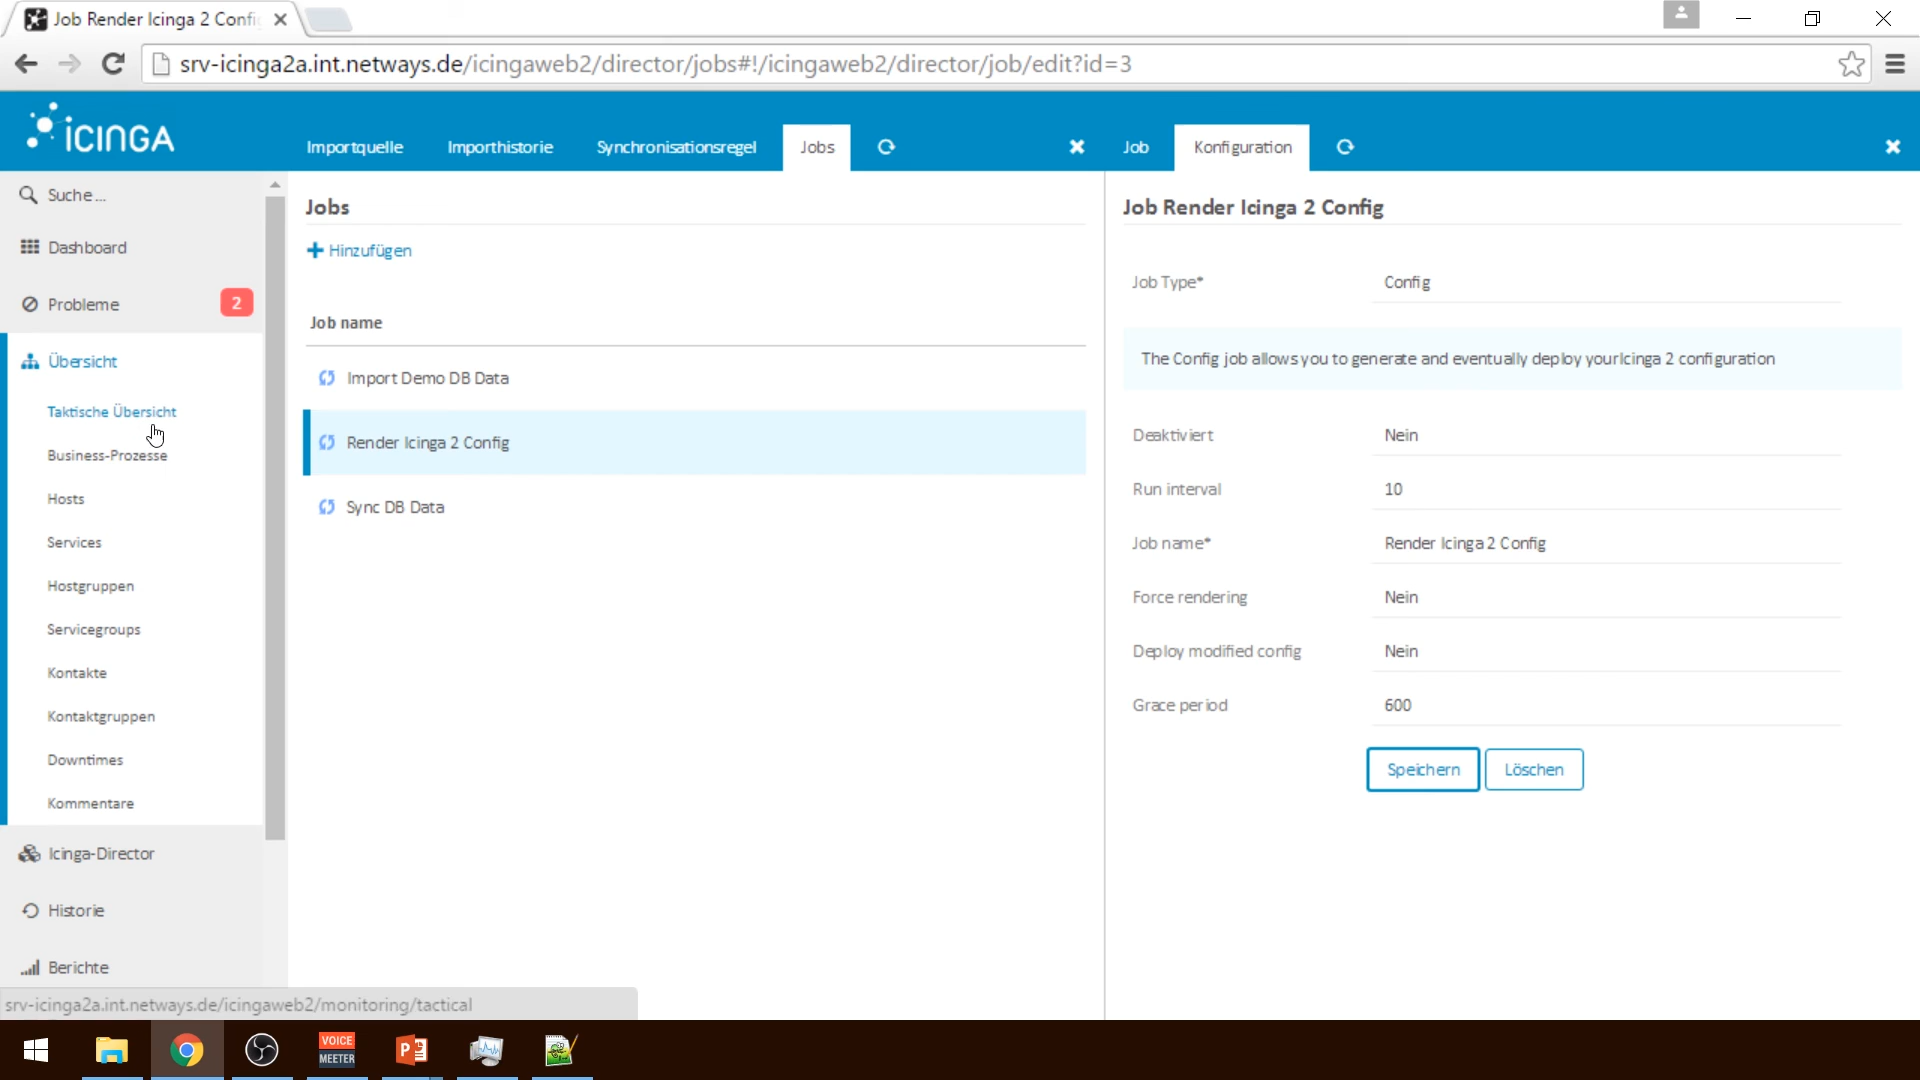 Job Render Icinga 2 Confi
srv-icinga2a.int.netways.de/icingaweb2/director/jobs#!/icingaweb2/director/job/edit?id=3
ICINGA
Importquelle
Importhistorie
Synchronisationsregel
Jobs
Job
Konfiguration
Suche ...
Dashboard
Probleme
2
Übersicht
Taktische Übersicht
Business-Prozesse
Hosts
Services
Hostgruppen
Servicegroups
Kontakte
Kontaktgruppen
Downtimes
Kommentare
Icinga-Director
Historie
Berichte
srv-icinga2a.int.netways.de/icingaweb2/monitoring/tactical
Jobs
Hinzufügen
Job name
Import Demo DB Data
Render Icinga 2 Config
Sync DB Data
Job Render Icinga 2 Config
Job Type* Config
The Config job allows you to generate and eventually deploy yourIcinga 2 configuration
Deaktiviert Nein
Run interval 10
Job name* Render Icinga 2 Config
Force rendering Nein
Deploy modified config Nein
Grace period 600
Speichern
Löschen
VOICE
MEETER
P